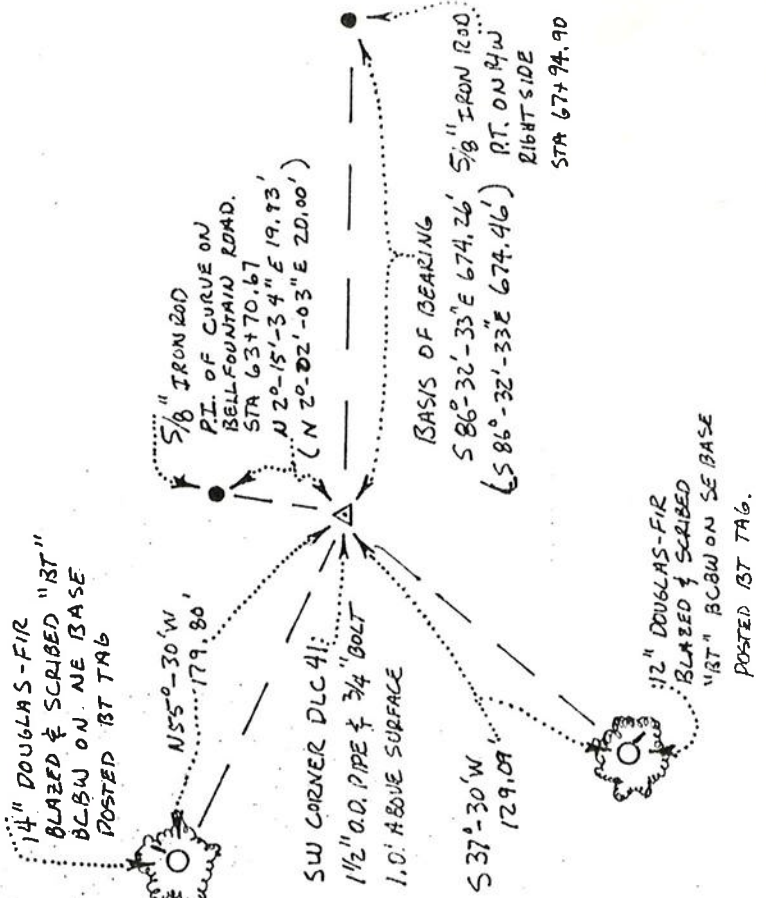 14" DOUGLAS-FIR
BLAZED & SCRIBED "BT"
BCBW ON NE BASE
POSTED BT TAG
N55°-30'W
179.80'
SW CORNER DLC 41:
1 1/2" O.D. PIPE & 3/4" BOLT
1.0' ABOVE SURFACE
S37°-30'W
129.09'
5/8" IRON ROD
P.I. OF CURVE ON
BELLFOUNTAIN ROAD.
STA 63+70.67
N 2°-15'-34"E 19.93'
(N 2°-02'-03"E 20.00')
BASIS OF BEARING
S 86°-32'-33"E 674.26'
(S 86°-32'-33"E 674.46')
12" DOUGLAS-FIR
BLAZED & SCRIBED
"BT" BCBW ON SE BASE
POSTED BT TAG.
5/8" IRON ROD
P.T. ON R/W
RIGHT SIDE
STA 67+94.90